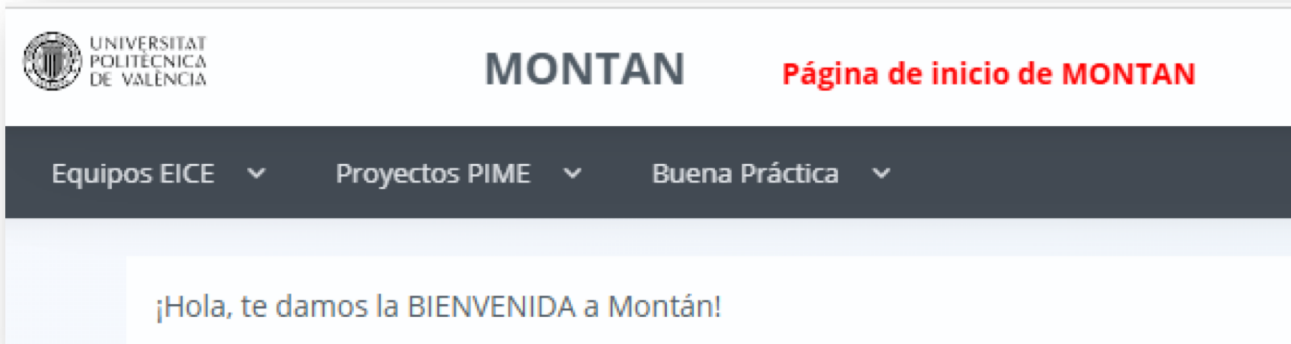 UNIVERSITAT
POLITÈCNICA
DE VALÈNCIA
MONTAN
Página de inicio de MONTAN
Equipos EICE
Proyectos PIME
Buena Práctica
¡Hola, te damos la BIENVENIDA a Montán!